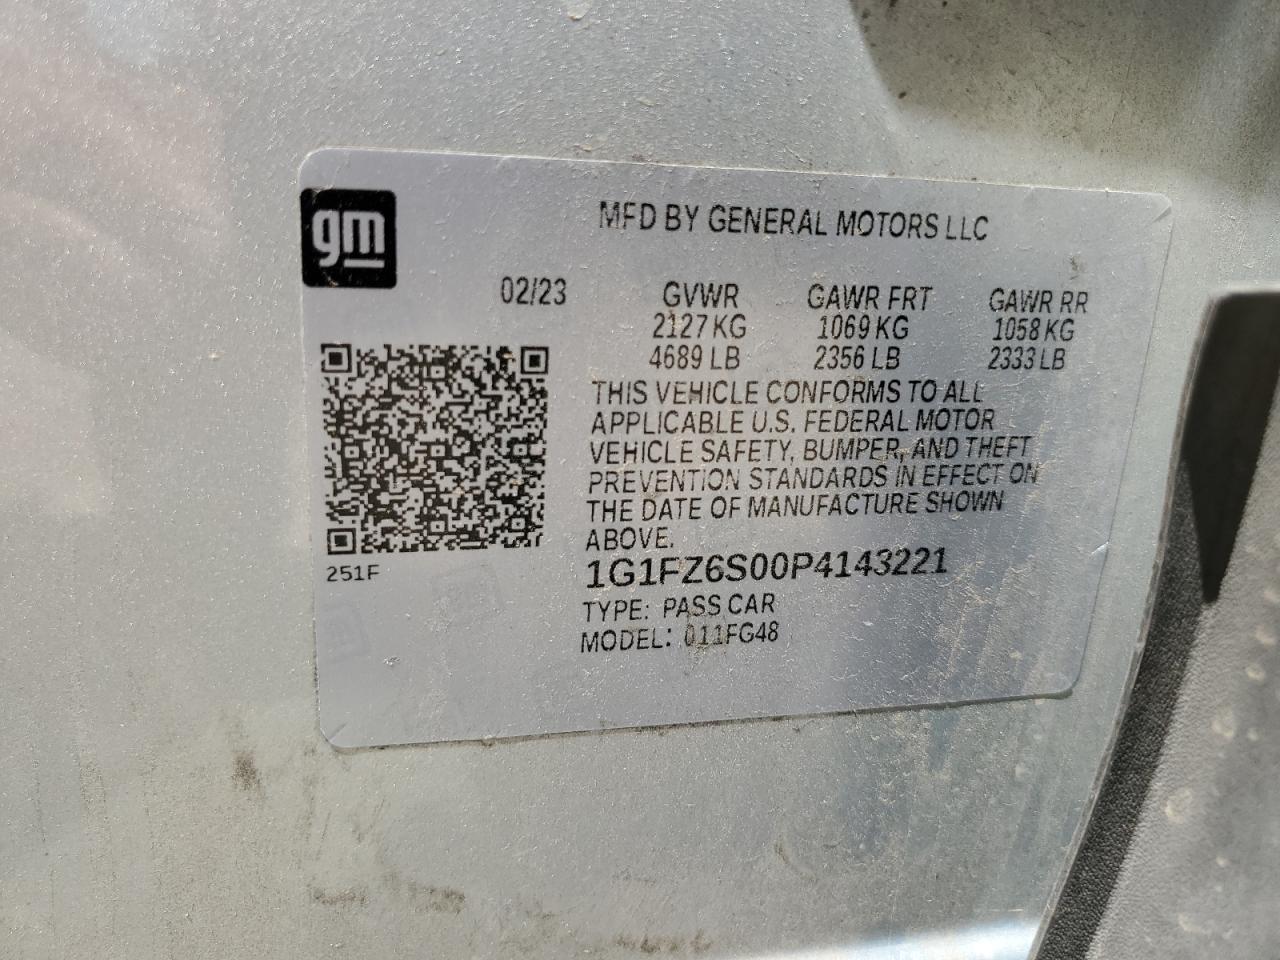 gm
MFD BY GENERAL MOTORS LLC
02/23 GVWR GAWR FRT GAWR RR
2127 KG 1069 KG 1058 KG
4689 LB 2356 LB 2333 LB
THIS VEHICLE CONFORMS TO ALL
APPLICABLE U.S. FEDERAL MOTOR
VEHICLE SAFETY, BUMPER, AND THEFT
PREVENTION STANDARDS IN EFFECT ON
THE DATE OF MANUFACTURE SHOWN
ABOVE.
251F
1G1FZ6S00P4143221
TYPE: PASS CAR
MODEL: 011FG48